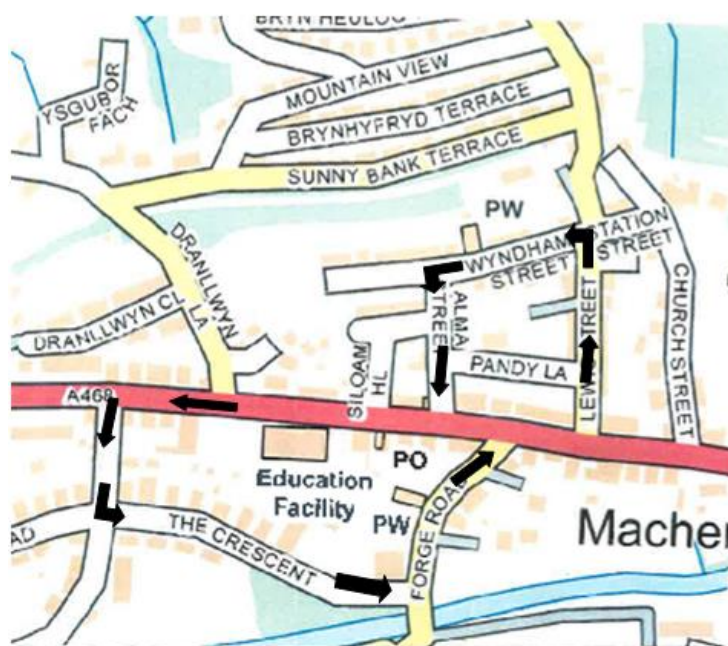 BRYN HEULOG
MOUNTAIN VIEW
YSGUBOR
FACH
BRYNHYFRYD TERRACE
SUNNY BANK TERRACE
PW
DRANLLWYN
LA
WYNDHAM
STREET
STATION
STREET
CHURCH STREET
DRANLLWYN CL
ALMA
STREET
SILOAM
HL
PANDY LA
STREET
A468
PO
Education
Facility
PW
FORGE ROAD
THE CRESCENT
Machen